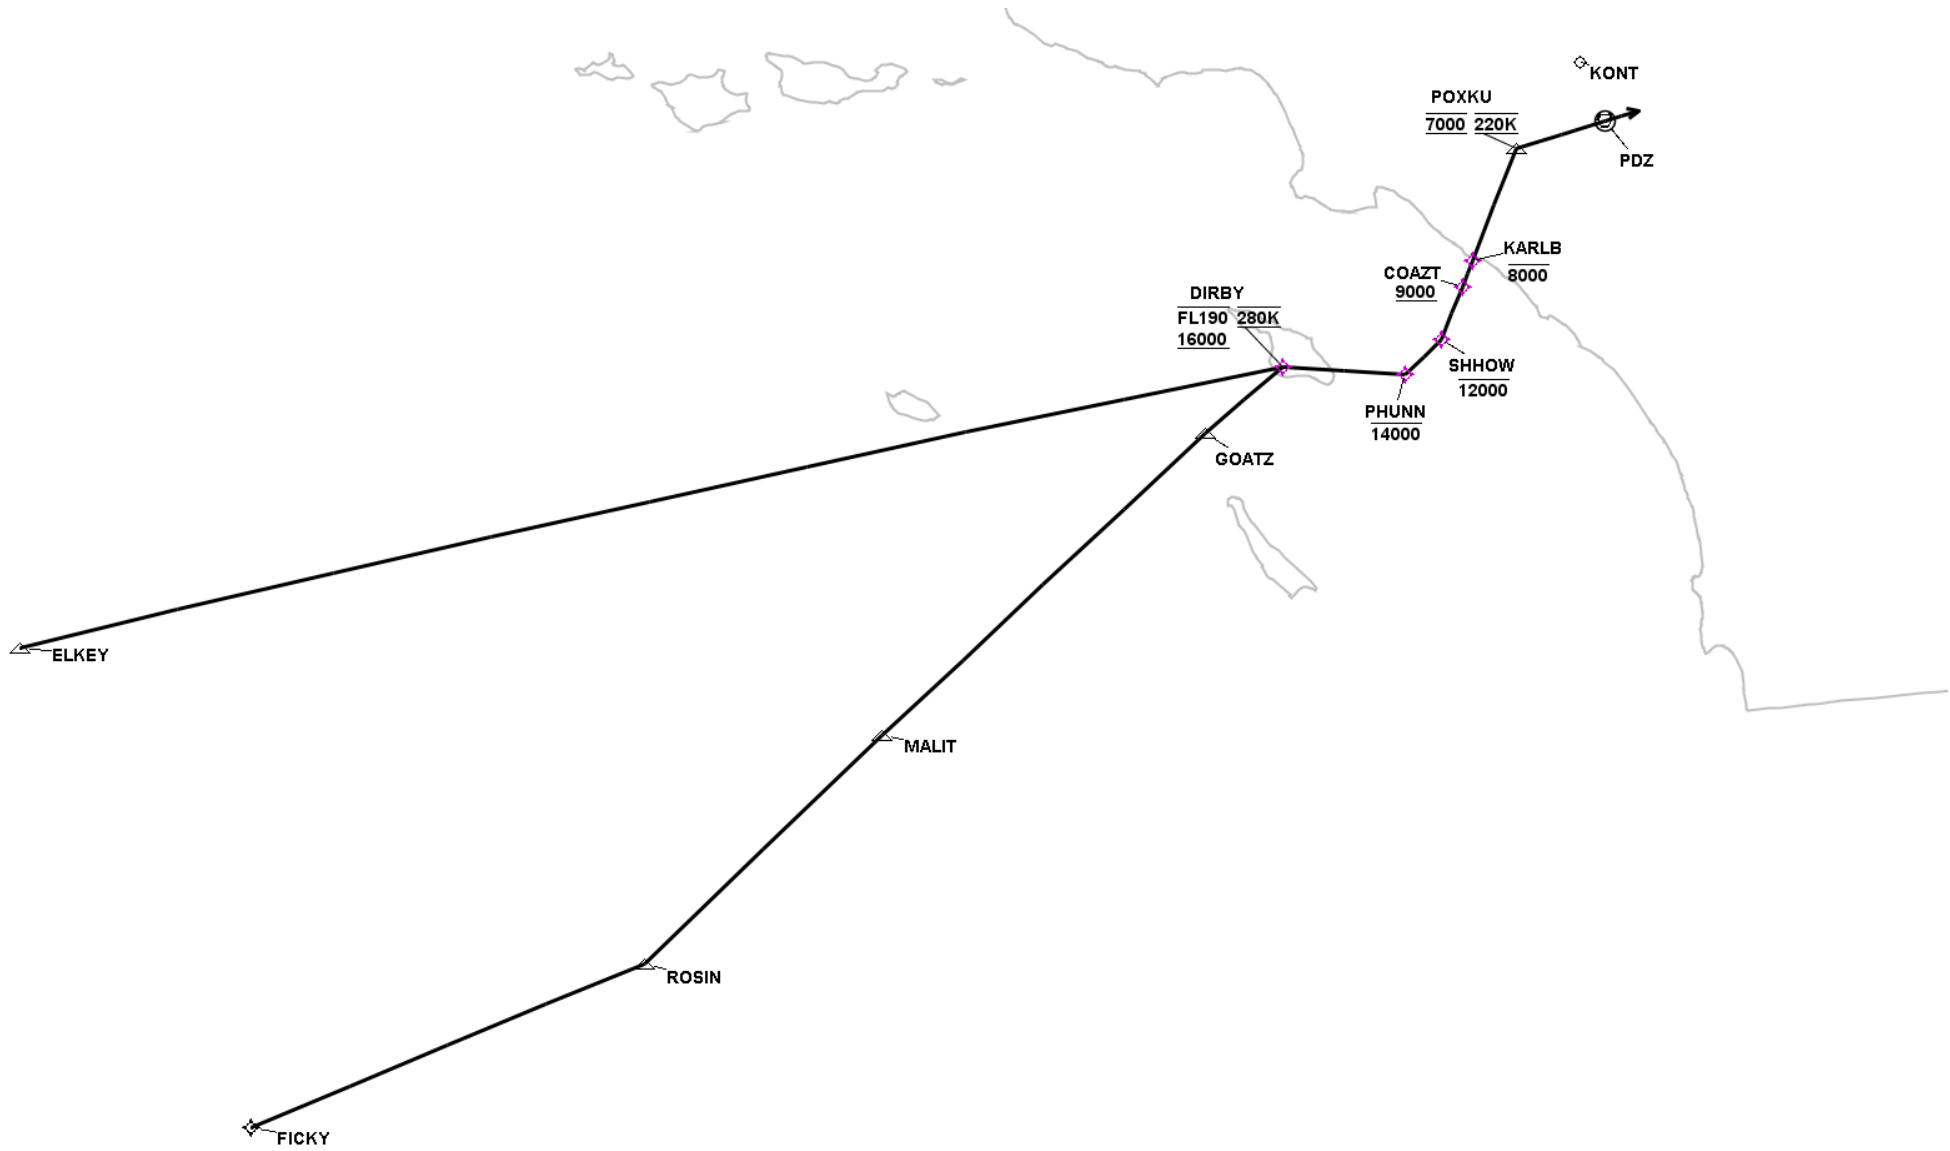 KONT
POXKU
7000 220K
PDZ
KARLB
8000
COAZT
9000
DIRBY
FL190 280K
16000
SHHOW
12000
PHUNN
14000
GOATZ
ELKEY
MALIT
ROSIN
FICKY